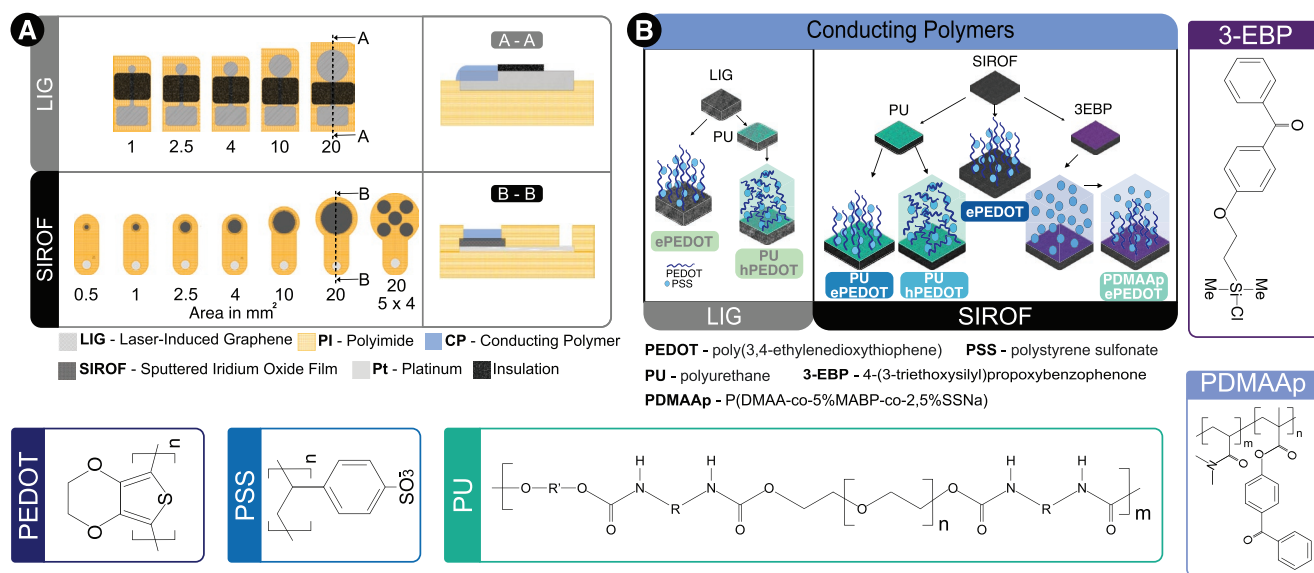 A
LIG
A
A
1 2.5 4 10 20
A - A
SIROF
B
B
0.5 1 2.5 4 10 20 20
5 x 4
Area in mm²
B - B
LIG - Laser-Induced Graphene PI - Polyimide CP - Conducting Polymer
SIROF - Sputtered Iridium Oxide Film Pt - Platinum Insulation
B
Conducting Polymers
LIG
PU
ePEDOT
PU
hPEDOT
PEDOT
PSS
LIG
SIROF
PU
3EBP
ePEDOT
PU
ePEDOT
PU
hPEDOT
PDMAAp
ePEDOT
SIROF
PEDOT - poly(3,4-ethylenedioxythiophene) PSS - polystyrene sulfonate
PU - polyurethane 3-EBP - 4-(3-triethoxysilyl)propoxybenzophenone
PDMAAp - P(DMAA-co-5%MABP-co-2,5%SSNa)
3-EBP
O
O
Me Si Me
Cl
PEDOT
O
O
S
n
PSS
n
SO₃⁻
PU
O R' O O N H R N H O O O n O O N H R N H O m
PDMAAp
m n
N O O O
O